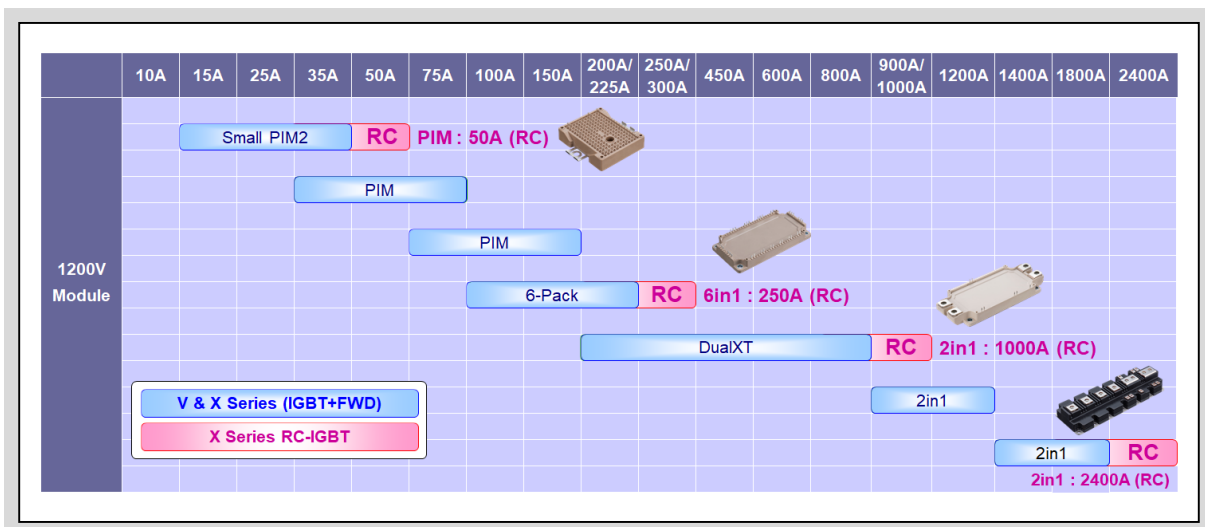 10A 15A 25A 35A 50A 75A 100A 150A 200A/ 250A/ 450A 600A 800A 900A/ 1200A 1400A 1800A 2400A
225A 300A 1000A
Small PIM2 RC PIM : 50A (RC)
PIM
PIM
1200V
Module
6-Pack RC 6in1 : 250A (RC)
DualXT RC 2in1 : 1000A (RC)
V & X Series (IGBT+FWD) 2in1
X Series RC-IGBT
2in1 RC
2in1 : 2400A (RC)